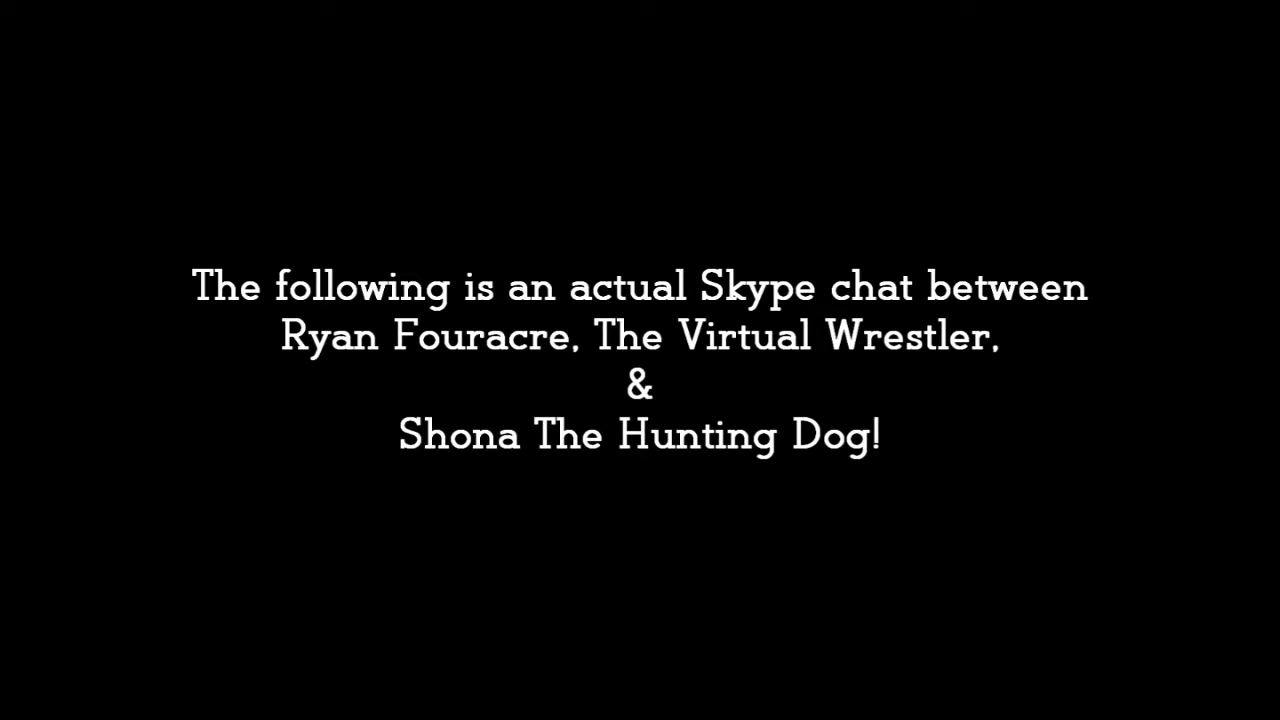 The following is an actual Skype chat between
Ryan Fouracre, The Virtual Wrestler,
&
Shona The Hunting Dog!